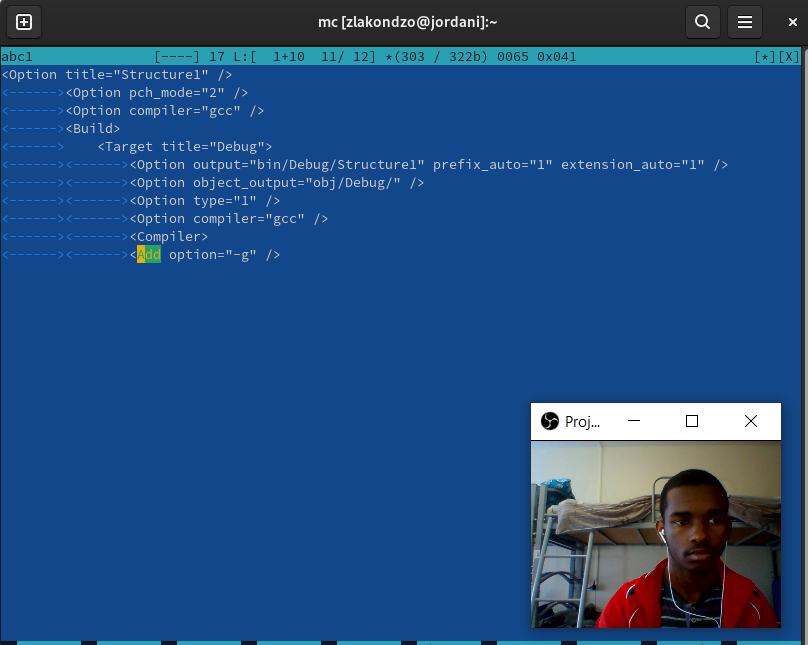 mc [zlakondzo@jordani]:~
abc1 [----] 17 L:[ 1+10 11/ 12] *(303 / 322b) 0065 0x041 [*][X]
<Option title="Structure1" />
<------><Option pch_mode="2" />
<------><Option compiler="gcc" />
<------><Build>
<------>    <Target title="Debug">
<------><------><Option output="bin/Debug/Structure1" prefix_auto="1" extension_auto="1" />
<------><------><Option object_output="obj/Debug/" />
<------><------><Option type="1" />
<------><------><Option compiler="gcc" />
<------><------><Compiler>
<------><------><Add option="-g" />
Proj...